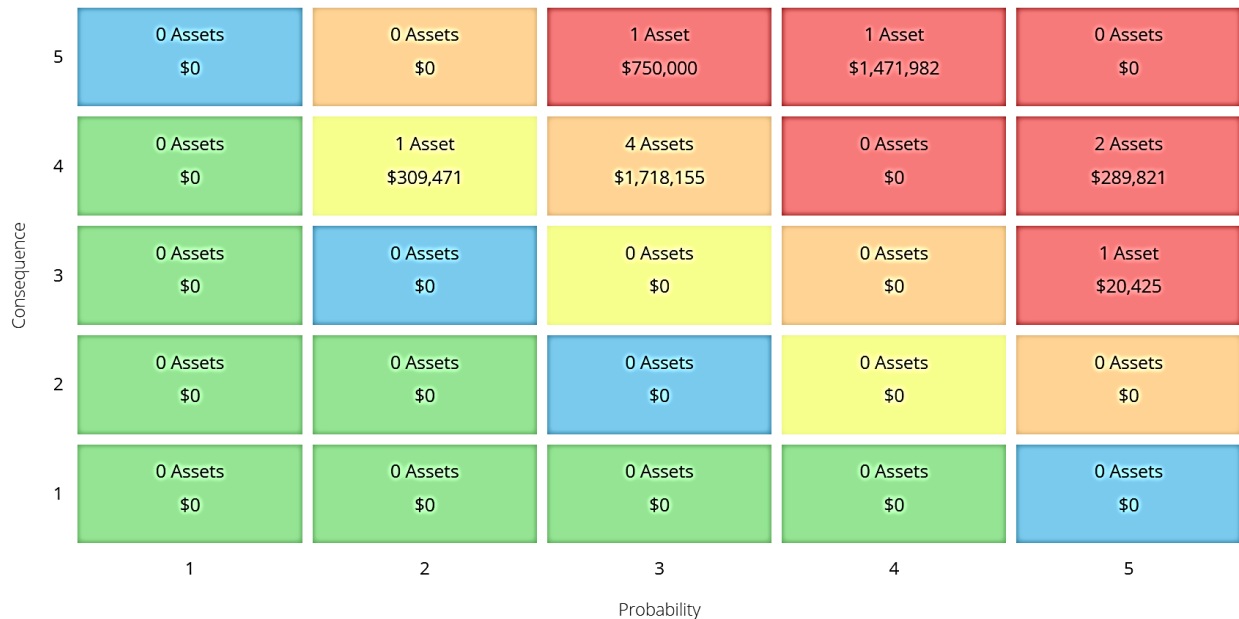 0 Assets
$0
0 Assets
$0
1 Asset
$750,000
1 Asset
$1,471,982
0 Assets
$0
5
0 Assets
$0
1 Asset
$309,471
4 Assets
$1,718,155
0 Assets
$0
2 Assets
$289,821
4
0 Assets
$0
0 Assets
$0
0 Assets
$0
0 Assets
$0
1 Asset
$20,425
3
0 Assets
$0
0 Assets
$0
0 Assets
$0
0 Assets
$0
0 Assets
$0
2
0 Assets
$0
0 Assets
$0
0 Assets
$0
0 Assets
$0
0 Assets
$0
1
Consequence
1
2
3
4
5
Probability